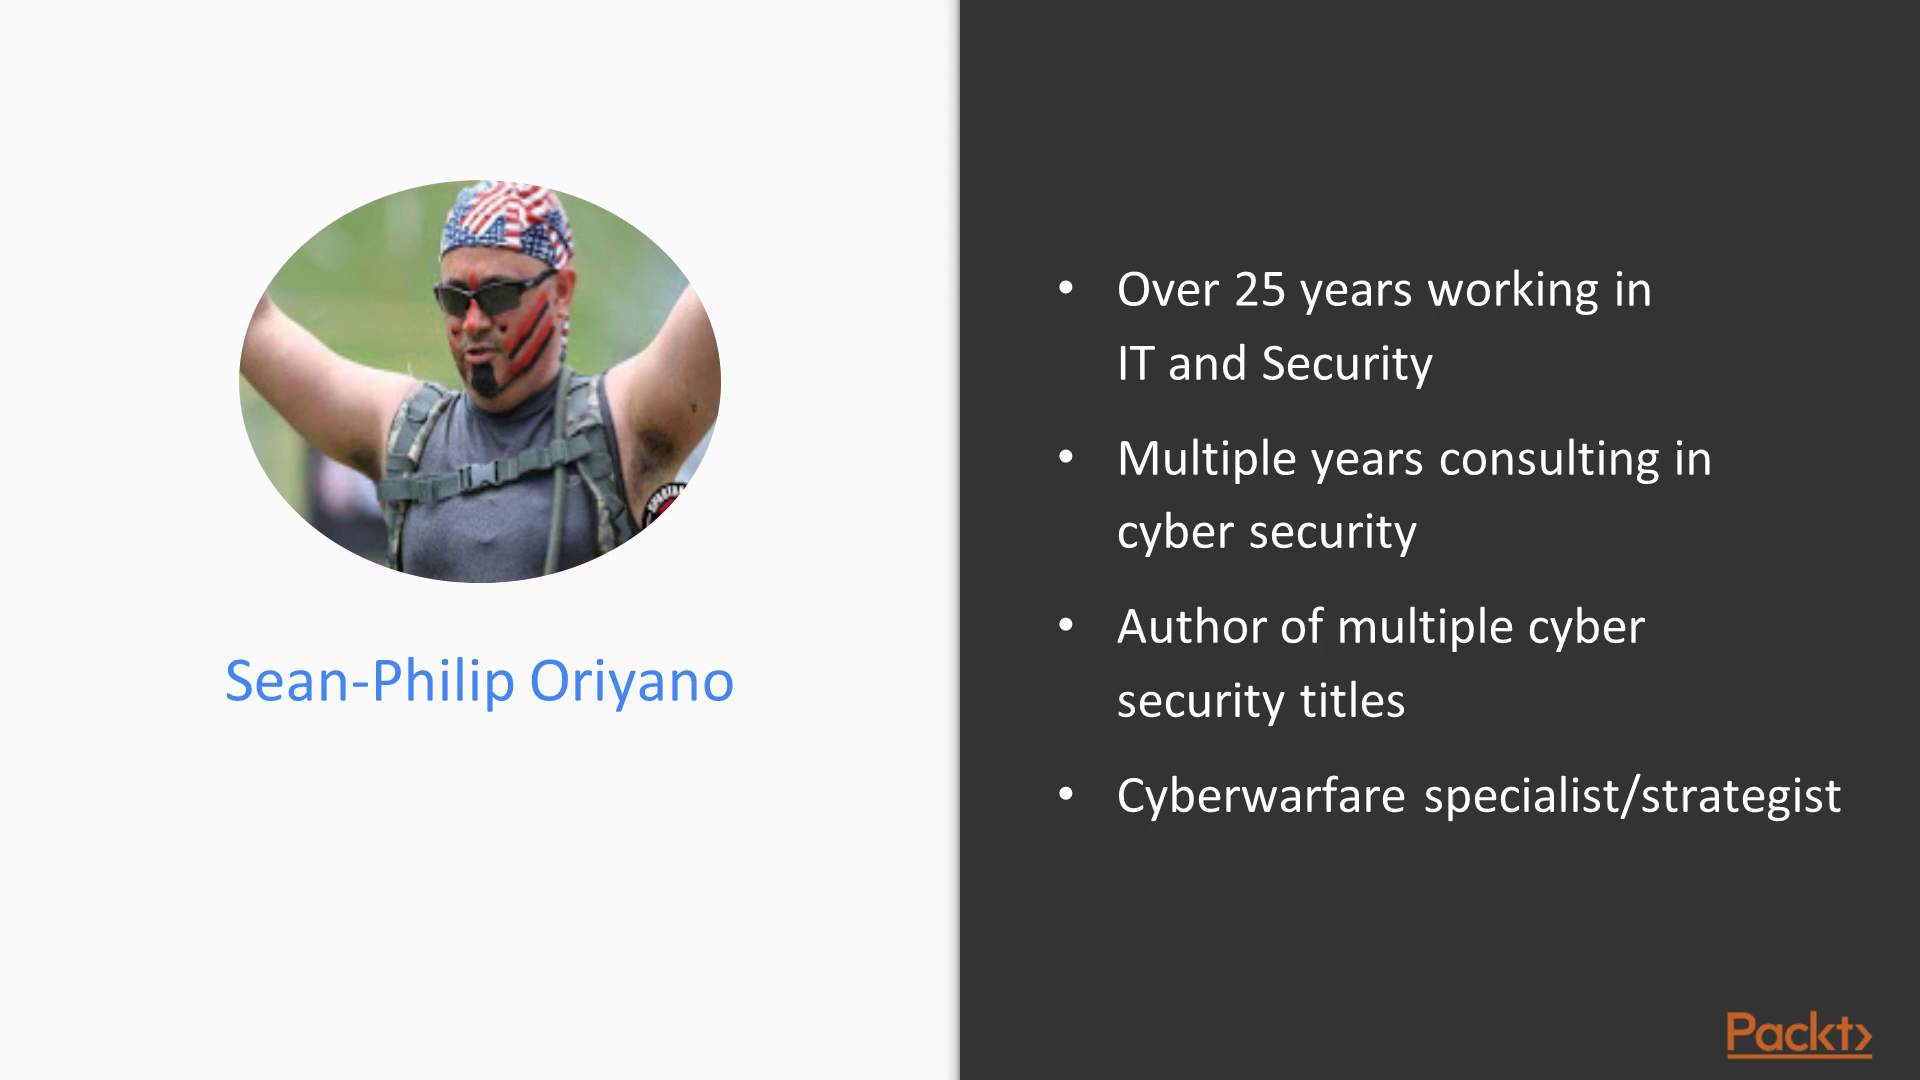 Sean-Philip Oriyano
• Over 25 years working in
IT and Security
• Multiple years consulting in
cyber security
• Author of multiple cyber
security titles
• Cyberwarfare specialist/strategist
Packt>